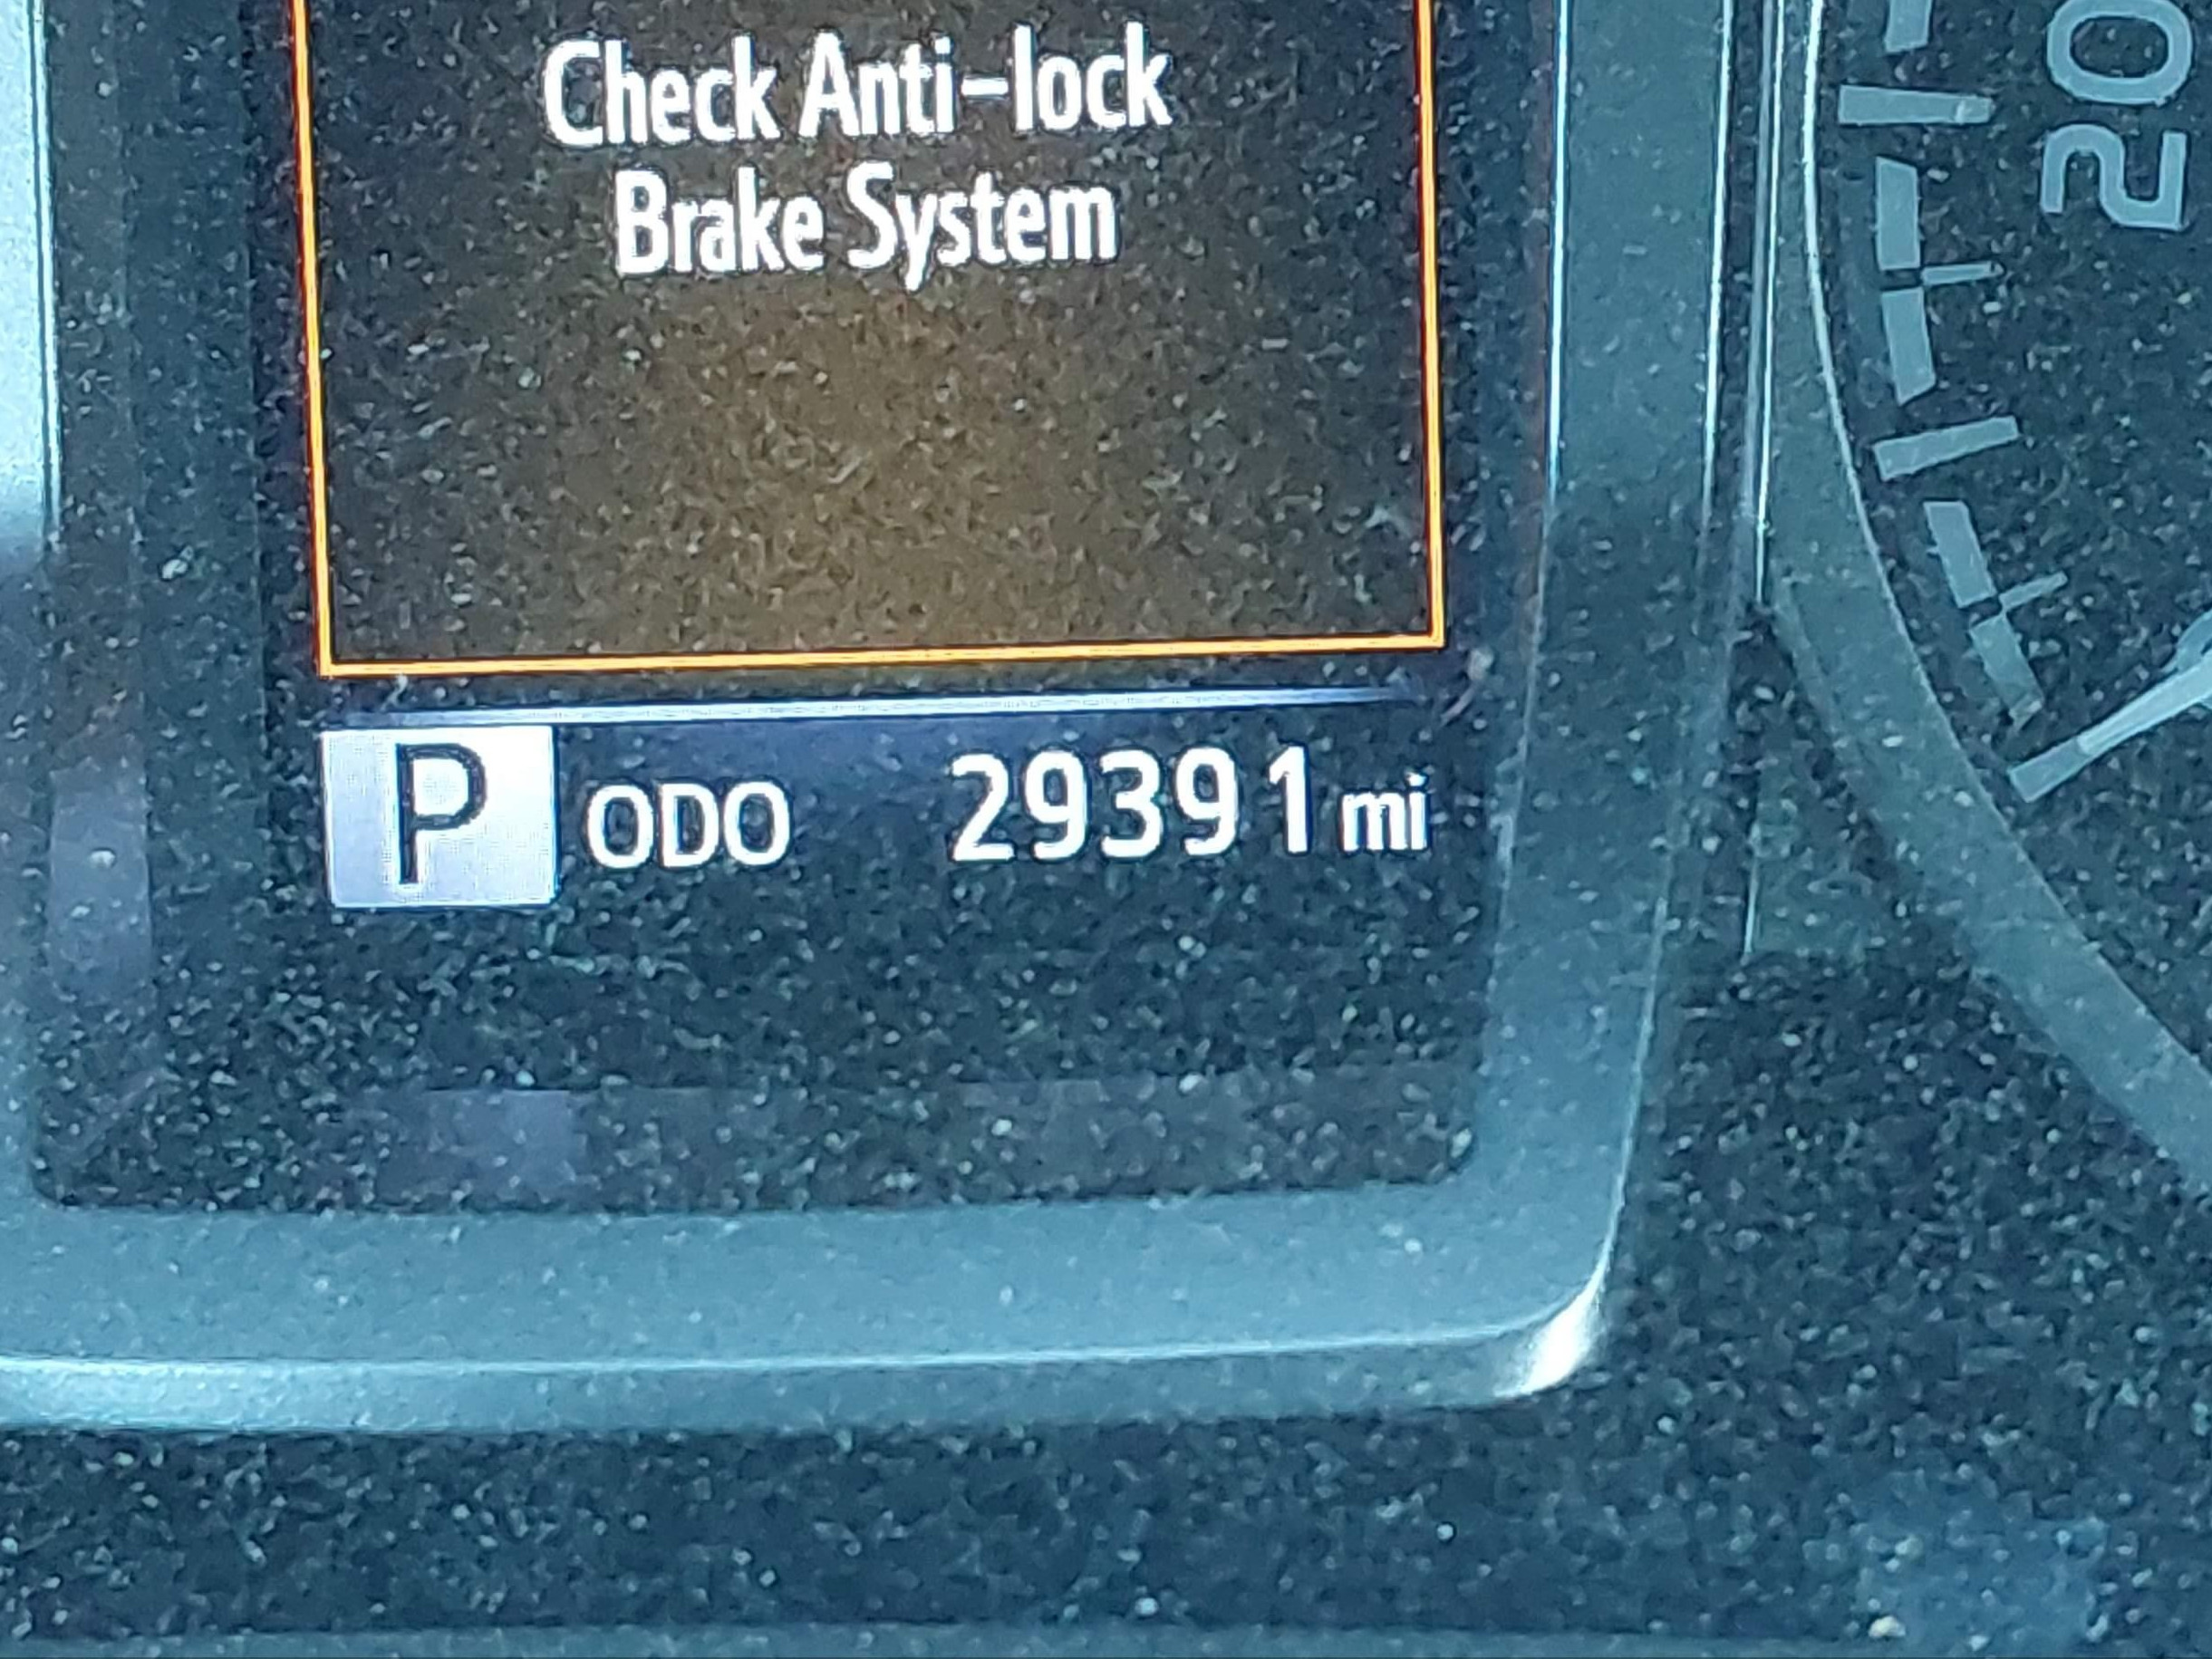 Check Anti-lock
Brake System
P ODO 29391 mi
20